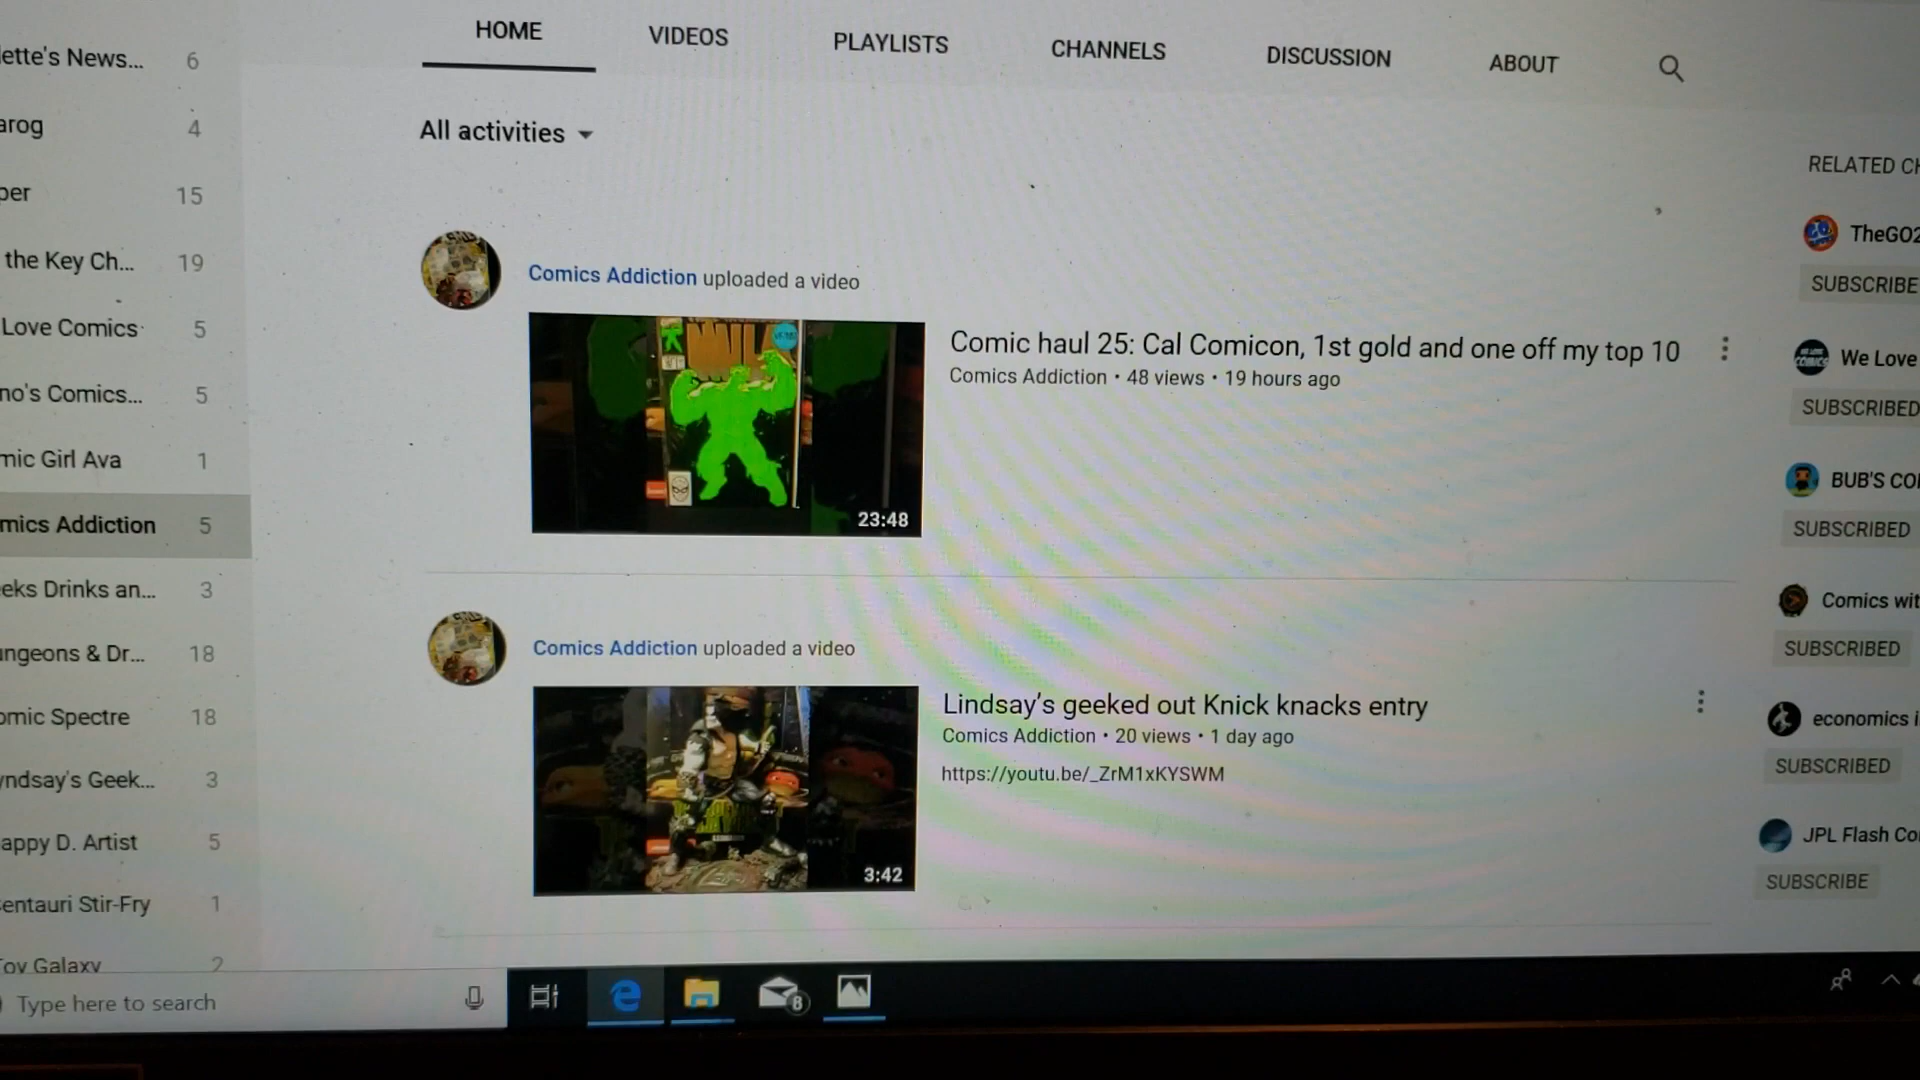 HOME VIDEOS PLAYLISTS CHANNELS DISCUSSION ABOUT
All activities
lette's News... 6
arog 4
per 15
the Key Ch... 19
Love Comics 5
no's Comics... 5
mic Girl Ava 1
mics Addiction 5
eeks Drinks an... 3
ungeons & Dr... 18
omic Spectre 18
yndsay's Geek... 3
appy D. Artist 5
entauri Stir-Fry 1
Toy Galaxy 2
Comics Addiction uploaded a video
23:48
Comic haul 25: Cal Comicon, 1st gold and one off my top 10
Comics Addiction • 48 views • 19 hours ago
Comics Addiction uploaded a video
3:42
Lindsay's geeked out Knick knacks entry
Comics Addiction • 20 views • 1 day ago
https://youtu.be/_ZrM1xKYSWM
RELATED CH
TheGO2
SUBSCRIBE
We Love
SUBSCRIBED
BUB'S CO
SUBSCRIBED
Comics wit
SUBSCRIBED
economics i
SUBSCRIBED
JPL Flash Co
SUBSCRIBE
Type here to search
8